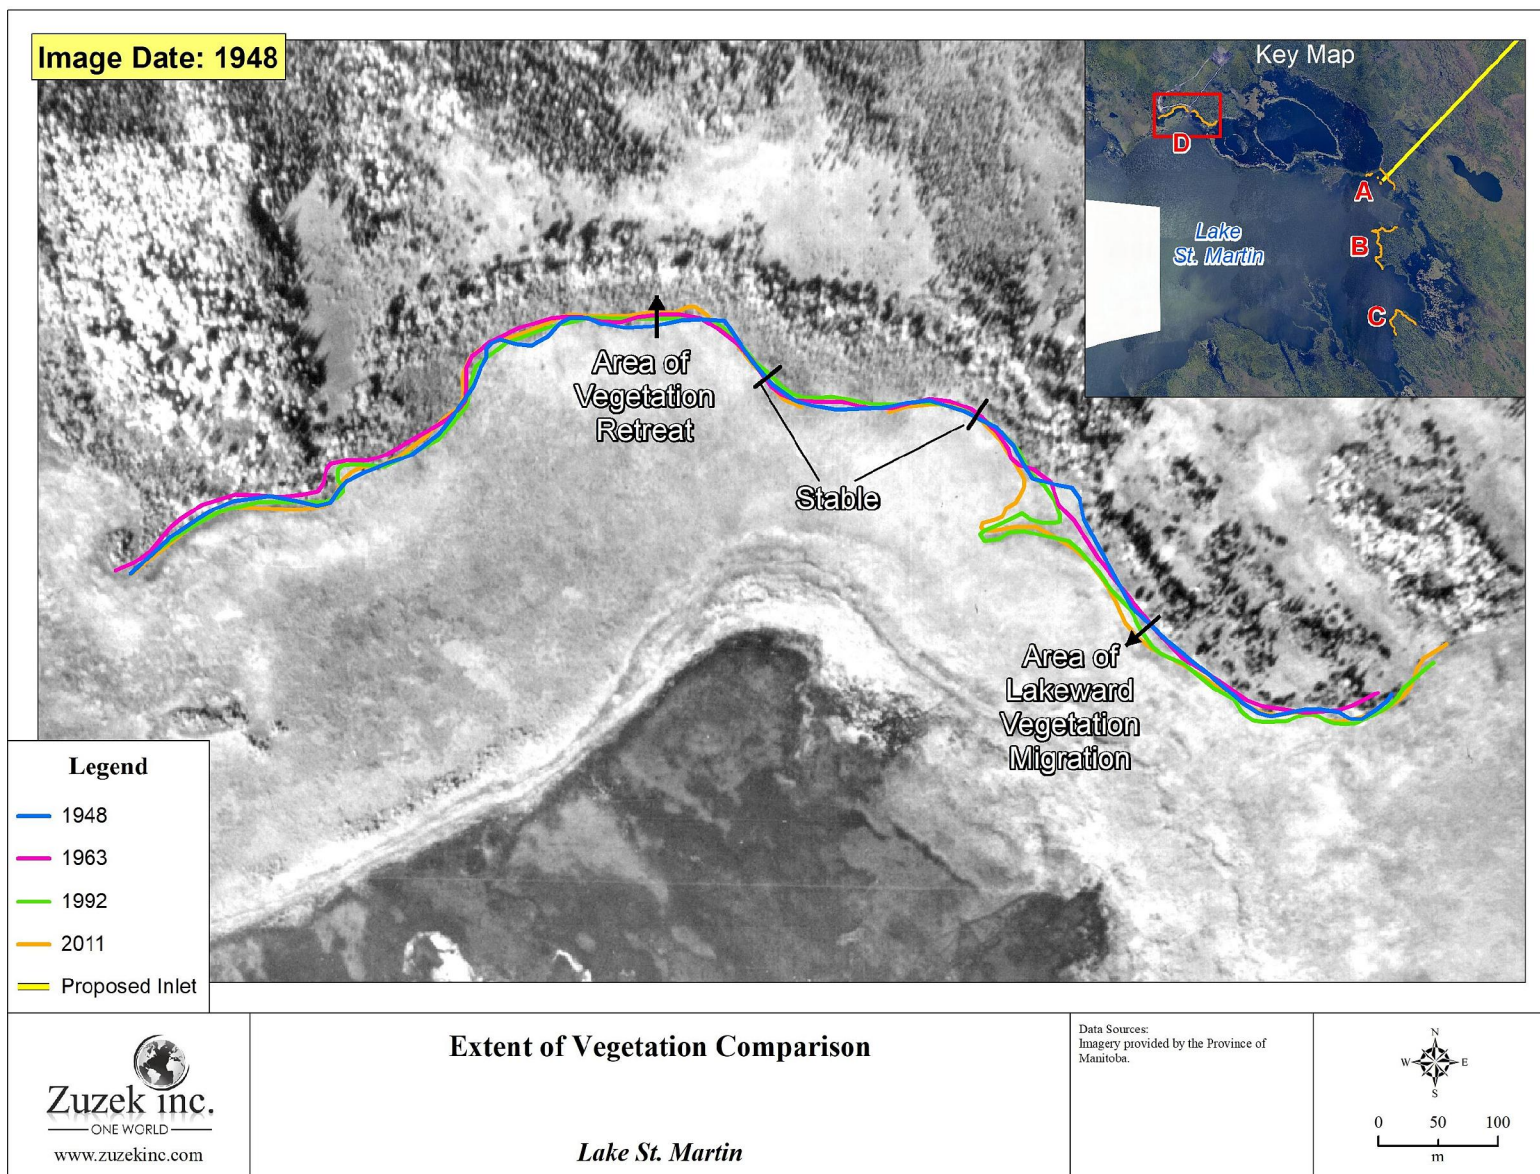 Image Date: 1948
Key Map
D
A
B
C
Lake
St. Martin
Area of
Vegetation
Retreat
Stable
Area of
Lakeward
Vegetation
Migration
Legend
1948
1963
1992
2011
Proposed Inlet
Zuzek inc.
ONE WORLD
www.zuzekinc.com
Extent of Vegetation Comparison
Lake St. Martin
Data Sources:
Imagery provided by the Province of
Manitoba.
N
W E
S
0 50 100
m